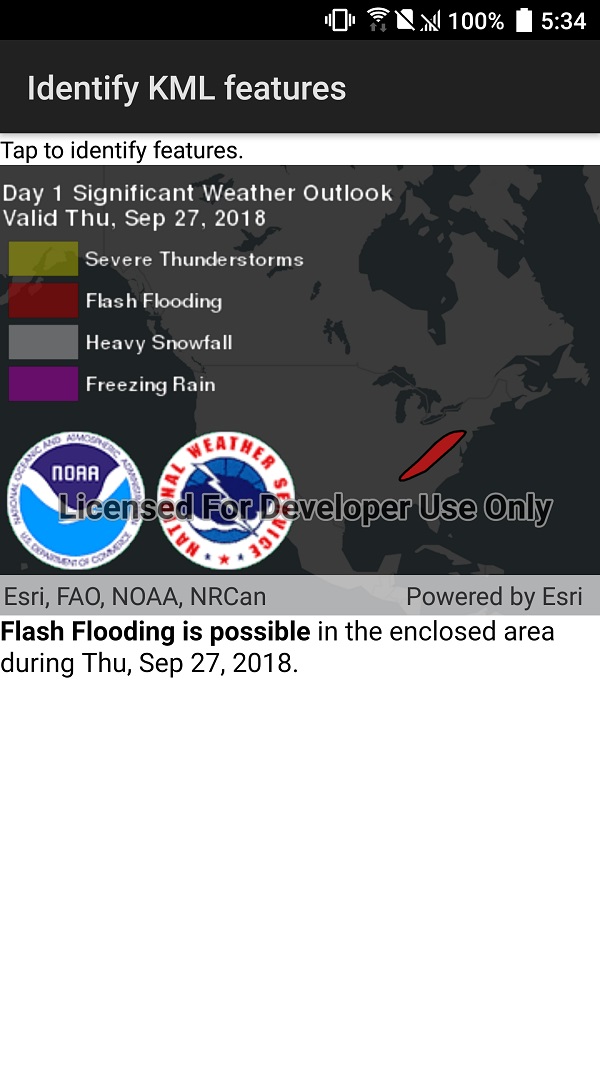 100% 5:34
Identify KML features
Tap to identify features.
Day 1 Significant Weather Outlook
Valid Thu, Sep 27, 2018
Severe Thunderstorms
Flash Flooding
Heavy Snowfall
Freezing Rain
NATIONAL OCEANIC AND ATMOSPHERIC ADMINISTRATION
NOAA
U.S. DEPARTMENT OF COMMERCE
NATIONAL WEATHER SERVICE
Licensed For Developer Use Only
Esri, FAO, NOAA, NRCan Powered by Esri
Flash Flooding is possible in the enclosed area
during Thu, Sep 27, 2018.